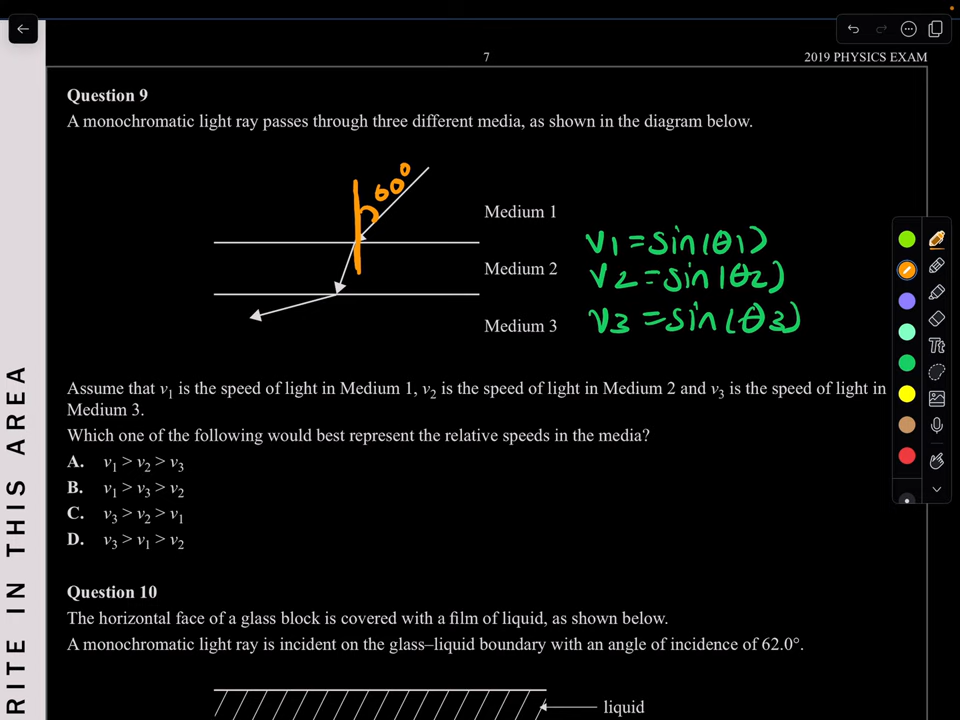 7
2019 PHYSICS EXAM
Question 9
A monochromatic light ray passes through three different media, as shown in the diagram below.
60°
Medium 1
v1 = sin(θ1)
Medium 2
v2 = sin(θ2)
Medium 3
v3 = sin(θ3)
Assume that v₁ is the speed of light in Medium 1, v₂ is the speed of light in Medium 2 and v₃ is the speed of light in
Medium 3.
Which one of the following would best represent the relative speeds in the media?
A. v₁ > v₂ > v₃
B. v₁ > v₃ > v₂
C. v₃ > v₂ > v₁
D. v₃ > v₁ > v₂
Question 10
The horizontal face of a glass block is covered with a film of liquid, as shown below.
A monochromatic light ray is incident on the glass–liquid boundary with an angle of incidence of 62.0°.
liquid
RITE IN THIS AREA
Tt